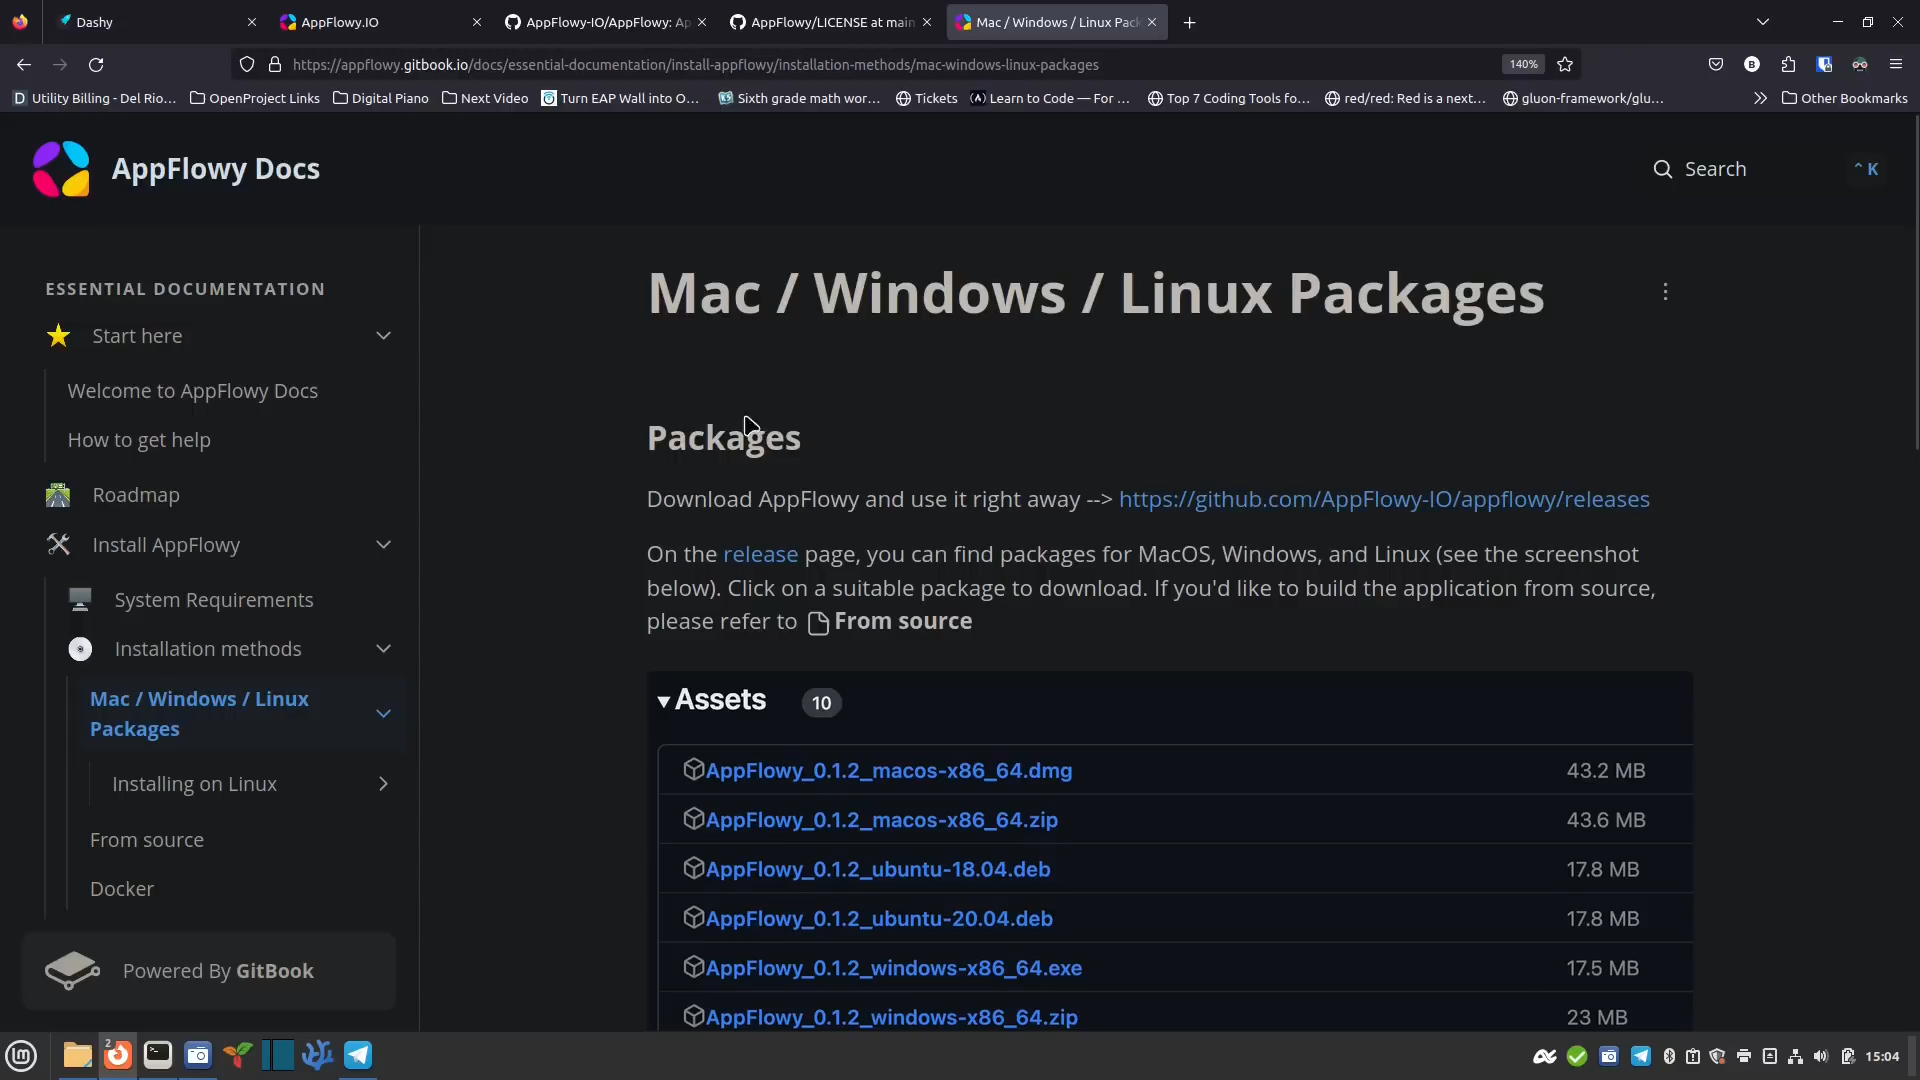 Dashy
AppFlowy.IO
AppFlowy-IO/AppFlowy: Ap
AppFlowy/LICENSE at main
Mac / Windows / Linux Pack
https://appflowy.gitbook.io/docs/essential-documentation/install-appflowy/installation-methods/mac-windows-linux-packages
140%
B
Utility Billing - Del Rio...
OpenProject Links
Digital Piano
Next Video
Turn EAP Wall into O...
Sixth grade math wor...
Tickets
Learn to Code — For ...
Top 7 Coding Tools fo...
red/red: Red is a next...
gluon-framework/glu...
Other Bookmarks
AppFlowy Docs
Search
⌃ K
ESSENTIAL DOCUMENTATION
Start here
Welcome to AppFlowy Docs
How to get help
Roadmap
Install AppFlowy
System Requirements
Installation methods
Mac / Windows / Linux
Packages
Installing on Linux
From source
Docker
Powered By GitBook
Mac / Windows / Linux Packages
Packages
Download AppFlowy and use it right away --> https://github.com/AppFlowy-IO/appflowy/releases
On the release page, you can find packages for MacOS, Windows, and Linux (see the screenshot
below). Click on a suitable package to download. If you'd like to build the application from source,
please refer to From source
Assets 10
AppFlowy_0.1.2_macos-x86_64.dmg 43.2 MB
AppFlowy_0.1.2_macos-x86_64.zip 43.6 MB
AppFlowy_0.1.2_ubuntu-18.04.deb 17.8 MB
AppFlowy_0.1.2_ubuntu-20.04.deb 17.8 MB
AppFlowy_0.1.2_windows-x86_64.exe 17.5 MB
AppFlowy_0.1.2_windows-x86_64.zip 23 MB
2
15:04